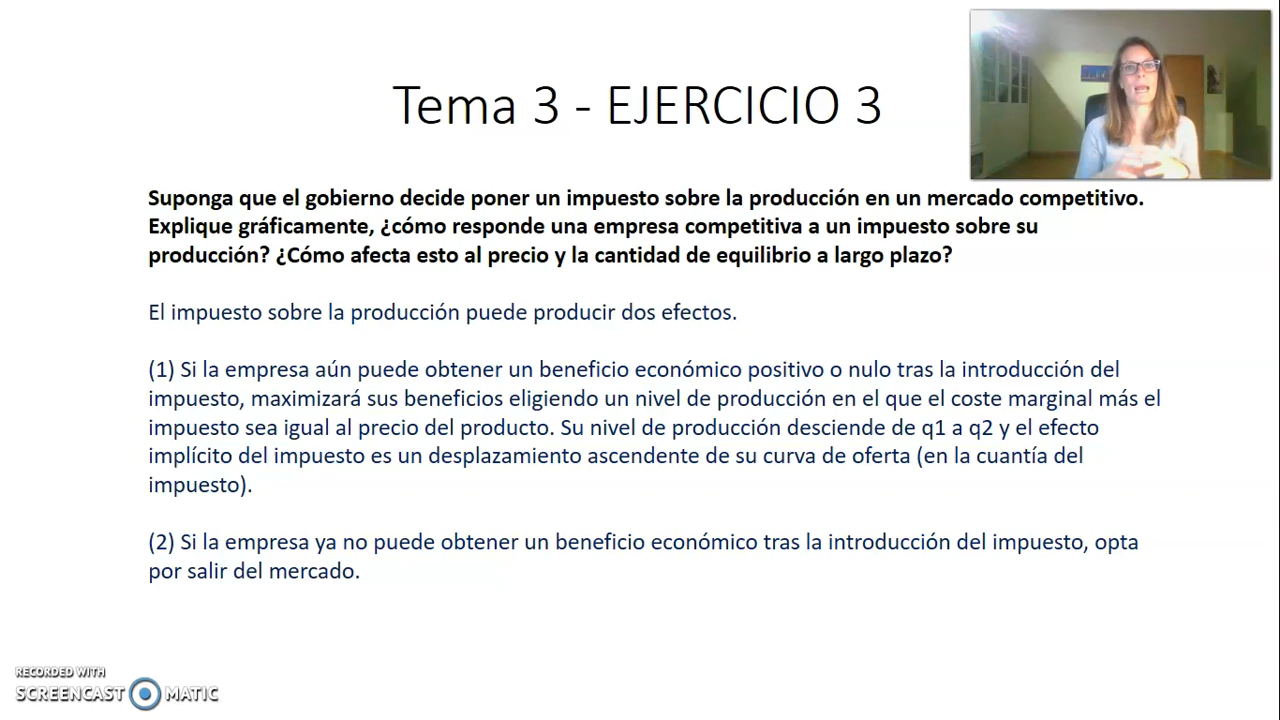 Tema 3 - EJERCICIO 3
Suponga que el gobierno decide poner un impuesto sobre la producción en un mercado competitivo.
Explique gráficamente, ¿cómo responde una empresa competitiva a un impuesto sobre su
producción? ¿Cómo afecta esto al precio y la cantidad de equilibrio a largo plazo?
El impuesto sobre la producción puede producir dos efectos.
(1) Si la empresa aún puede obtener un beneficio económico positivo o nulo tras la introducción del
impuesto, maximizará sus beneficios eligiendo un nivel de producción en el que el coste marginal más el
impuesto sea igual al precio del producto. Su nivel de producción desciende de q1 a q2 y el efecto
implícito del impuesto es un desplazamiento ascendente de su curva de oferta (en la cuantía del
impuesto).
(2) Si la empresa ya no puede obtener un beneficio económico tras la introducción del impuesto, opta
por salir del mercado.
RECORDED WITH
SCREENCAST MATIC